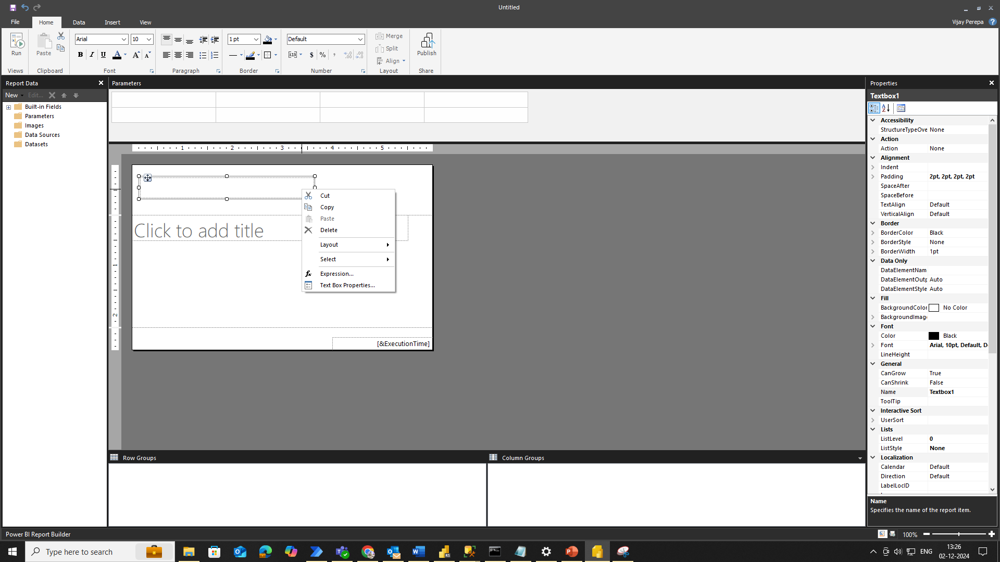 Untitled
File
Home
Data
Insert
View
Vijay Perepa
Run
Paste
Arial
10
B I U A A A
1 pt
Default
$ % ,
Merge
Split
Align
Publish
Views
Clipboard
Font
Paragraph
Border
Number
Layout
Share
Report Data
New
Edit...
Built-in Fields
Parameters
Images
Data Sources
Datasets
Parameters
1 2 3 4 5
1
2
Click to add title
[&ExecutionTime]
Cut
Copy
Paste
Delete
Layout
Select
fx Expression...
Text Box Properties...
Row Groups
Column Groups
Properties
Textbox1
Accessibility
StructureTypeOve None
Action
Action None
Alignment
Indent
Padding 2pt, 2pt, 2pt, 2pt
SpaceAfter
SpaceBefore
TextAlign Default
VerticalAlign Default
Border
BorderColor Black
BorderStyle None
BorderWidth 1pt
Data Only
DataElementNam
DataElementOutp Auto
DataElementStyle Auto
Fill
BackgroundColor No Color
BackgroundImage
Font
Color Black
Font Arial, 10pt, Default, D
LineHeight
General
CanGrow True
CanShrink False
Name Textbox1
ToolTip
Interactive Sort
UserSort
Lists
ListLevel 0
ListStyle None
Localization
Calendar Default
Direction Default
LabelLocID
Name
Specifies the name of the report item.
Power BI Report Builder
100%
Type here to search
ENG
13:26
02-12-2024